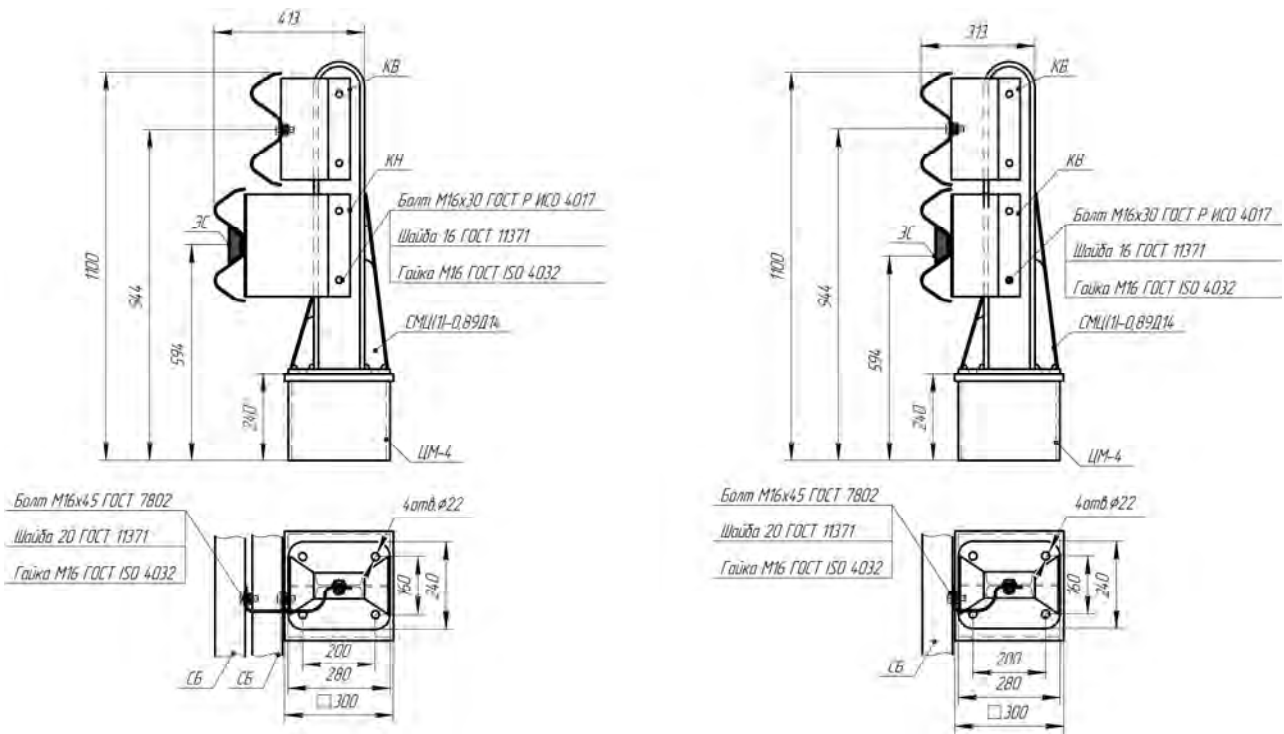 413
КВ
КН
Болт М16х30 ГОСТ Р ИСО 4017
Шайба 16 ГОСТ 11371
Гайка М16 ГОСТ ISO 4032
ЗС
1100
944
594
240
СМЦ(1)-0,89Д14
ЦМ-4
Болт М16х45 ГОСТ 7802
Шайба 20 ГОСТ 11371
Гайка М16 ГОСТ ISO 4032
4отв.⌀22
160
240
200
280
□300
СБ
СБ
313
КВ
КВ
Болт М16х30 ГОСТ Р ИСО 4017
Шайба 16 ГОСТ 11371
Гайка М16 ГОСТ ISO 4032
ЗС
1100
944
594
240
СМЦ(1)-0,89Д14
ЦМ-4
Болт М16х45 ГОСТ 7802
Шайба 20 ГОСТ 11371
Гайка М16 ГОСТ ISO 4032
4отв.⌀22
160
240
200
280
□300
СБ